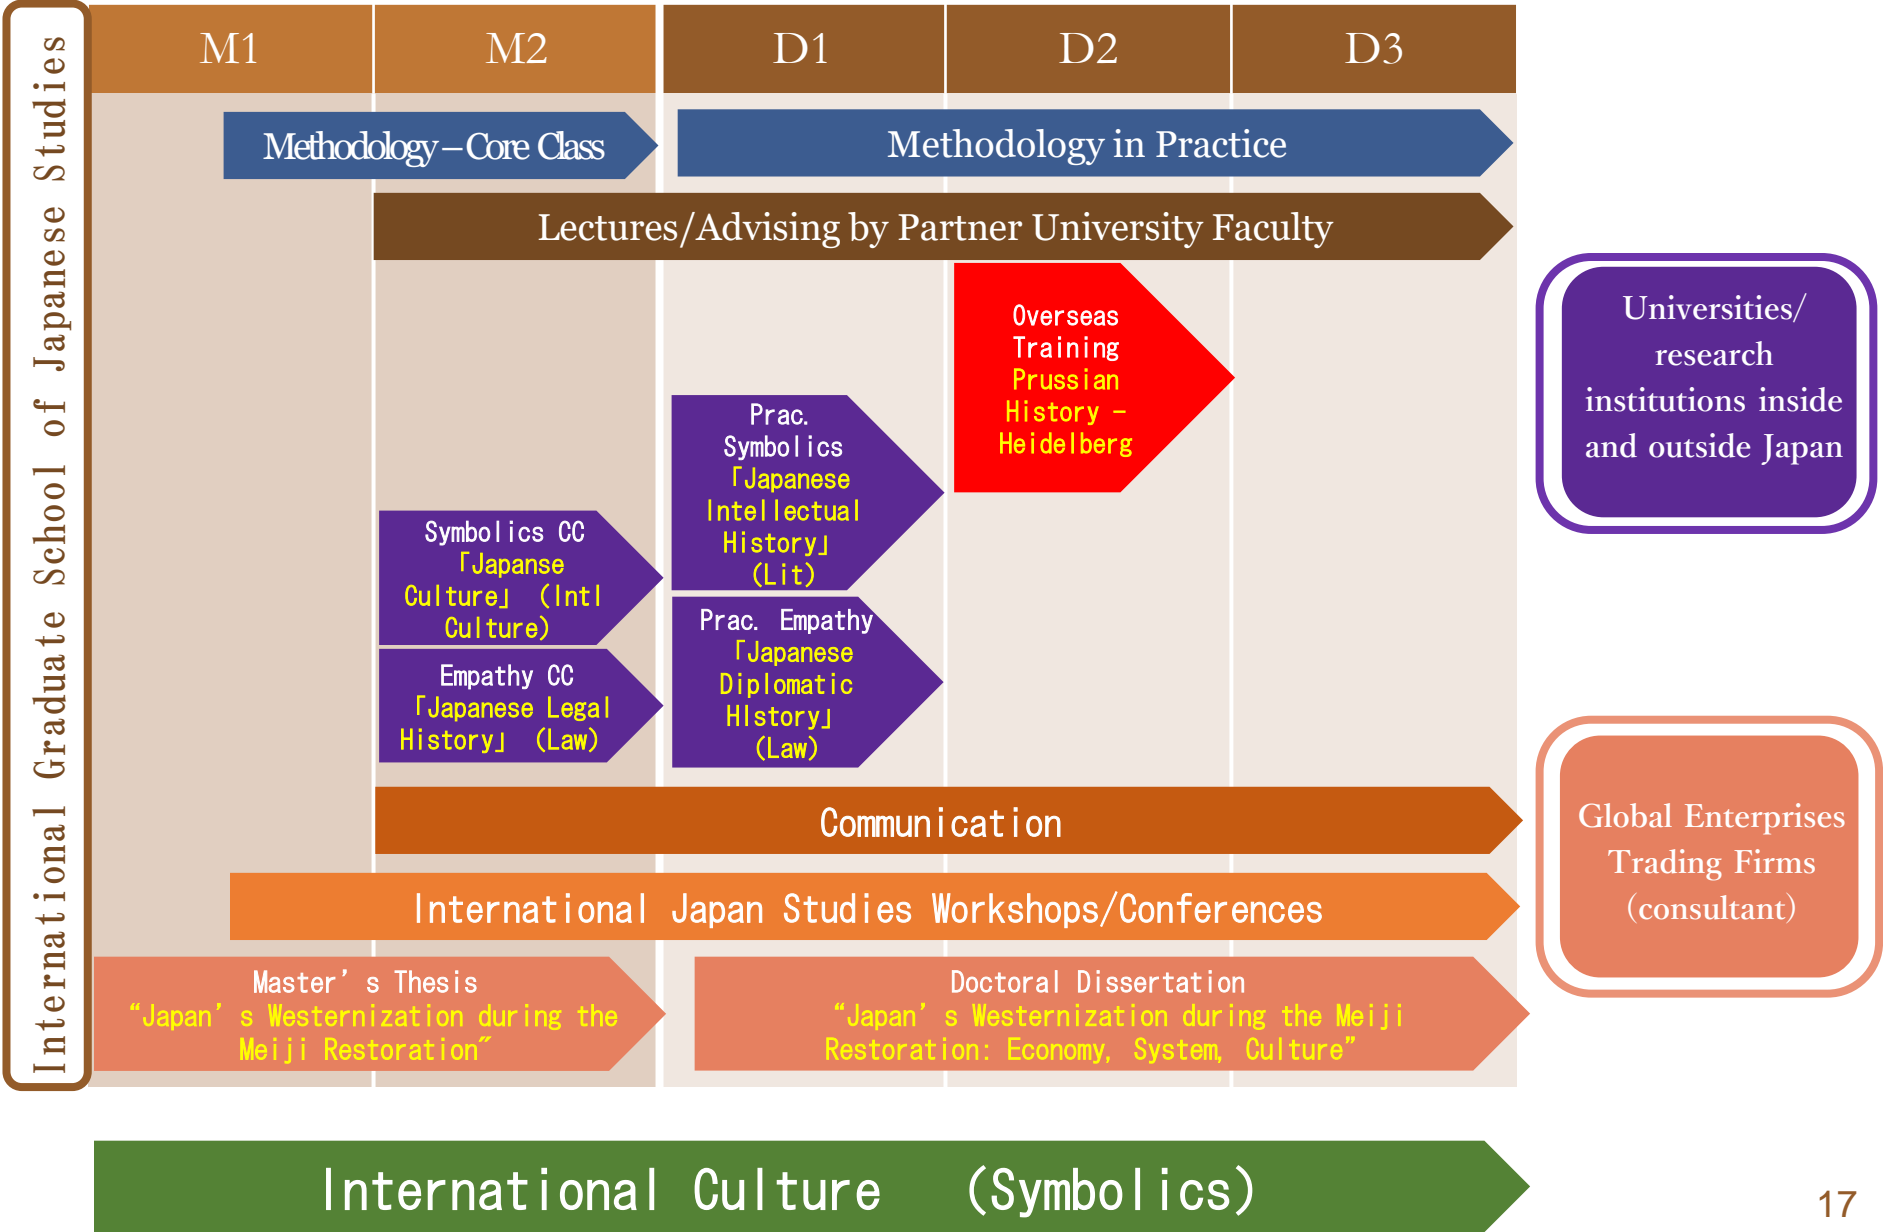 International Graduate School of Japanese Studies
M1
M2
D1
D2
D3
Methodology – Core Class
Methodology in Practice
Lectures/Advising by Partner University Faculty
Overseas
Training
Prussian
History -
Heidelberg
Prac.
Symbolics
「Japanese
Intellectual
History」
(Lit)
Symbolics CC
「Japanse
Culture」 (Intl
Culture)
Prac. Empathy
「Japanese
Diplomatic
HIstory」
(Law)
Empathy CC
「Japanese Legal
History」 (Law)
Communication
International Japan Studies Workshops/Conferences
Master’s Thesis
“Japan’s Westernization during the
Meiji Restoration”
Doctoral Dissertation
“Japan’s Westernization during the Meiji
Restoration: Economy, System, Culture”
Universities/
research
institutions inside
and outside Japan
Global Enterprises
Trading Firms
(consultant)
International Culture (Symbolics)
17